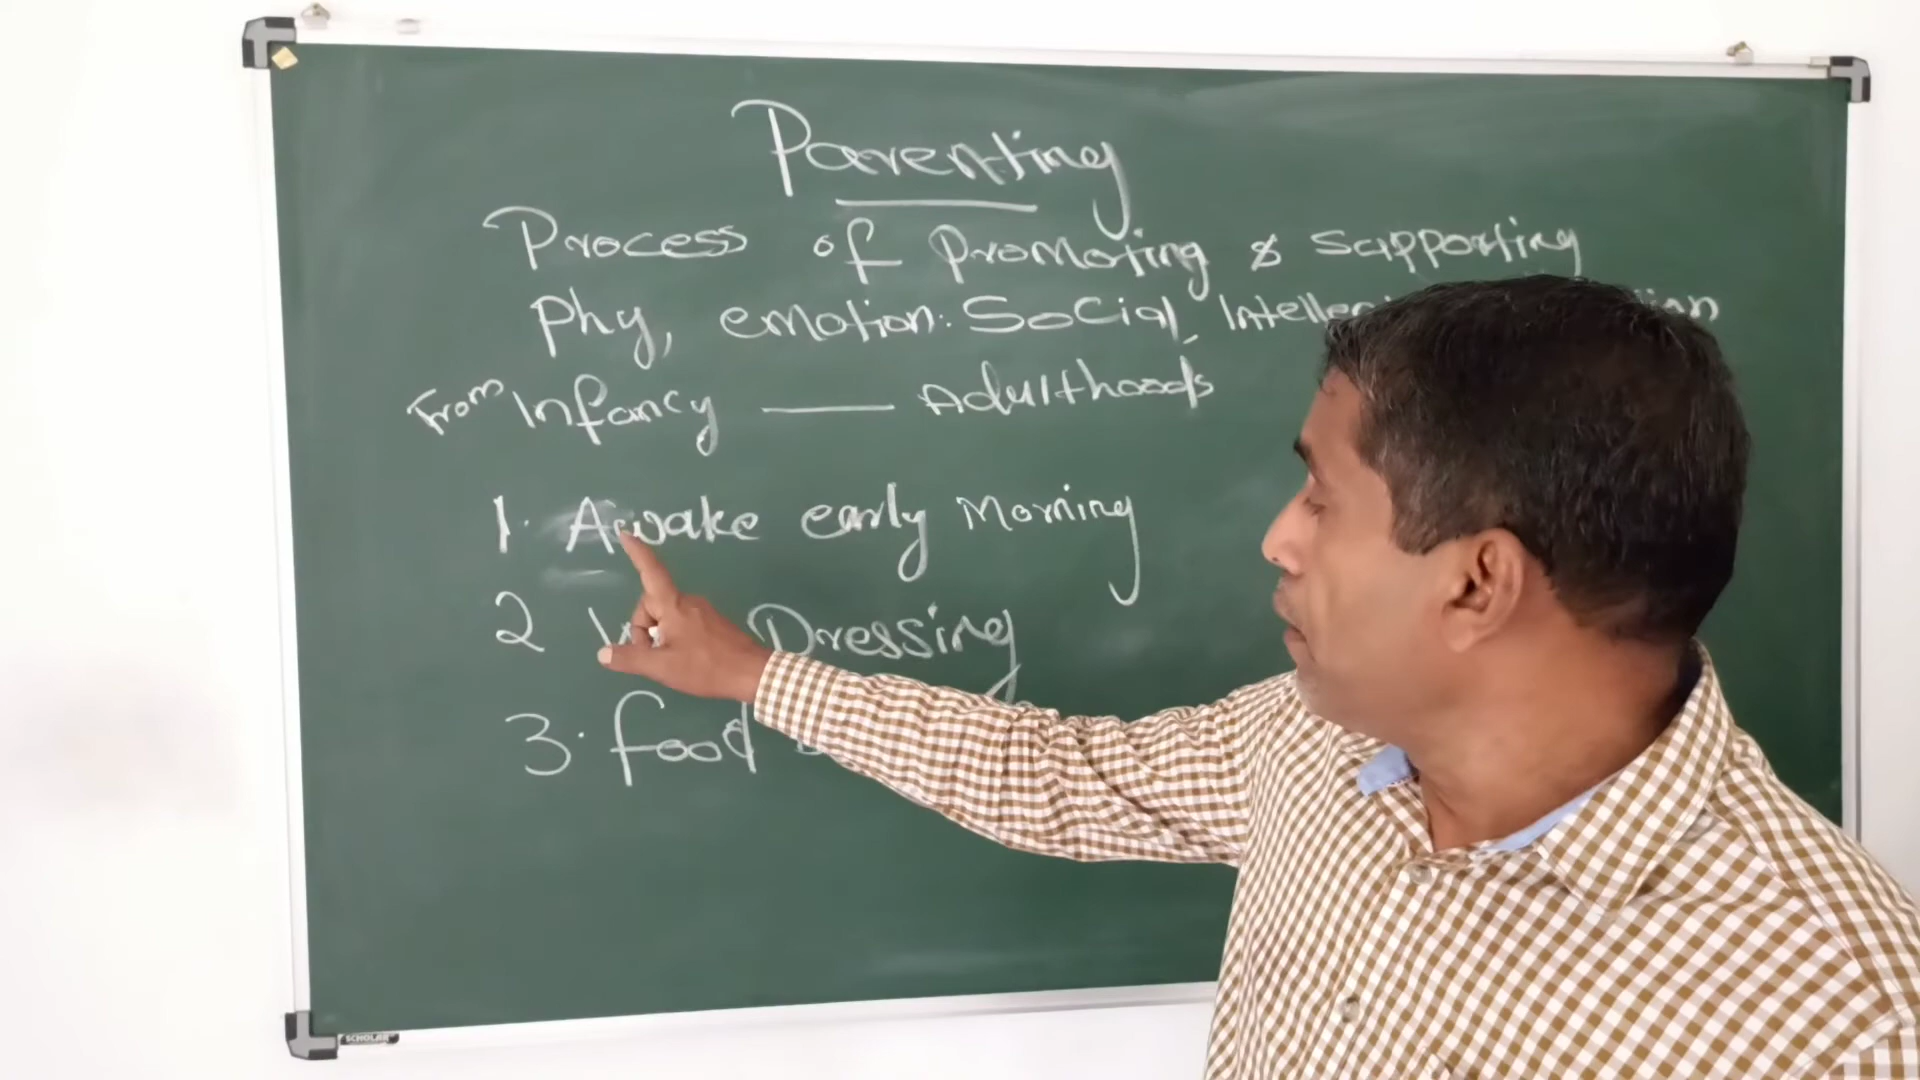 Parenting
Process of Promoting & Supporting
Phy, emotion: Social,
From Infancy — Adulthoods
1. Awake early Morning
2 Dressing
3. food
SCHOLAR